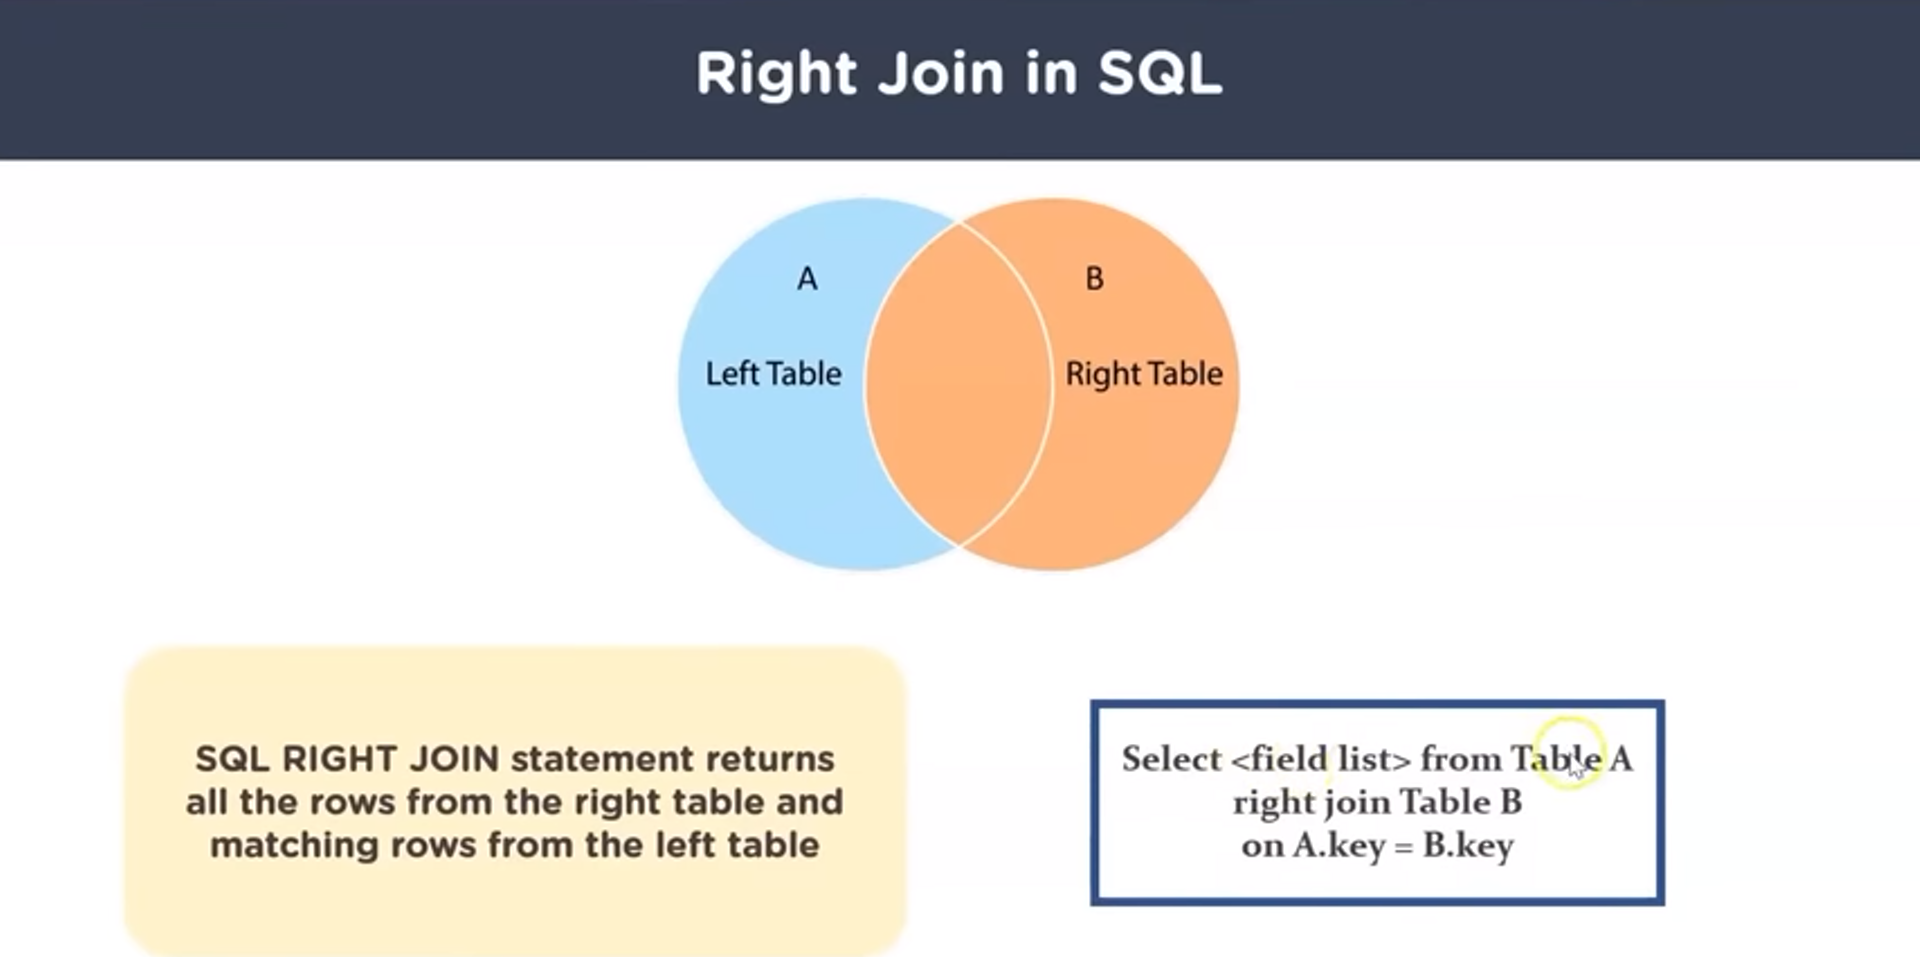 Right Join in SQL
A
B
Left Table
Right Table
SQL RIGHT JOIN statement returns
all the rows from the right table and
matching rows from the left table
Select <field list> from Table A
right join Table B
on A.key = B.key